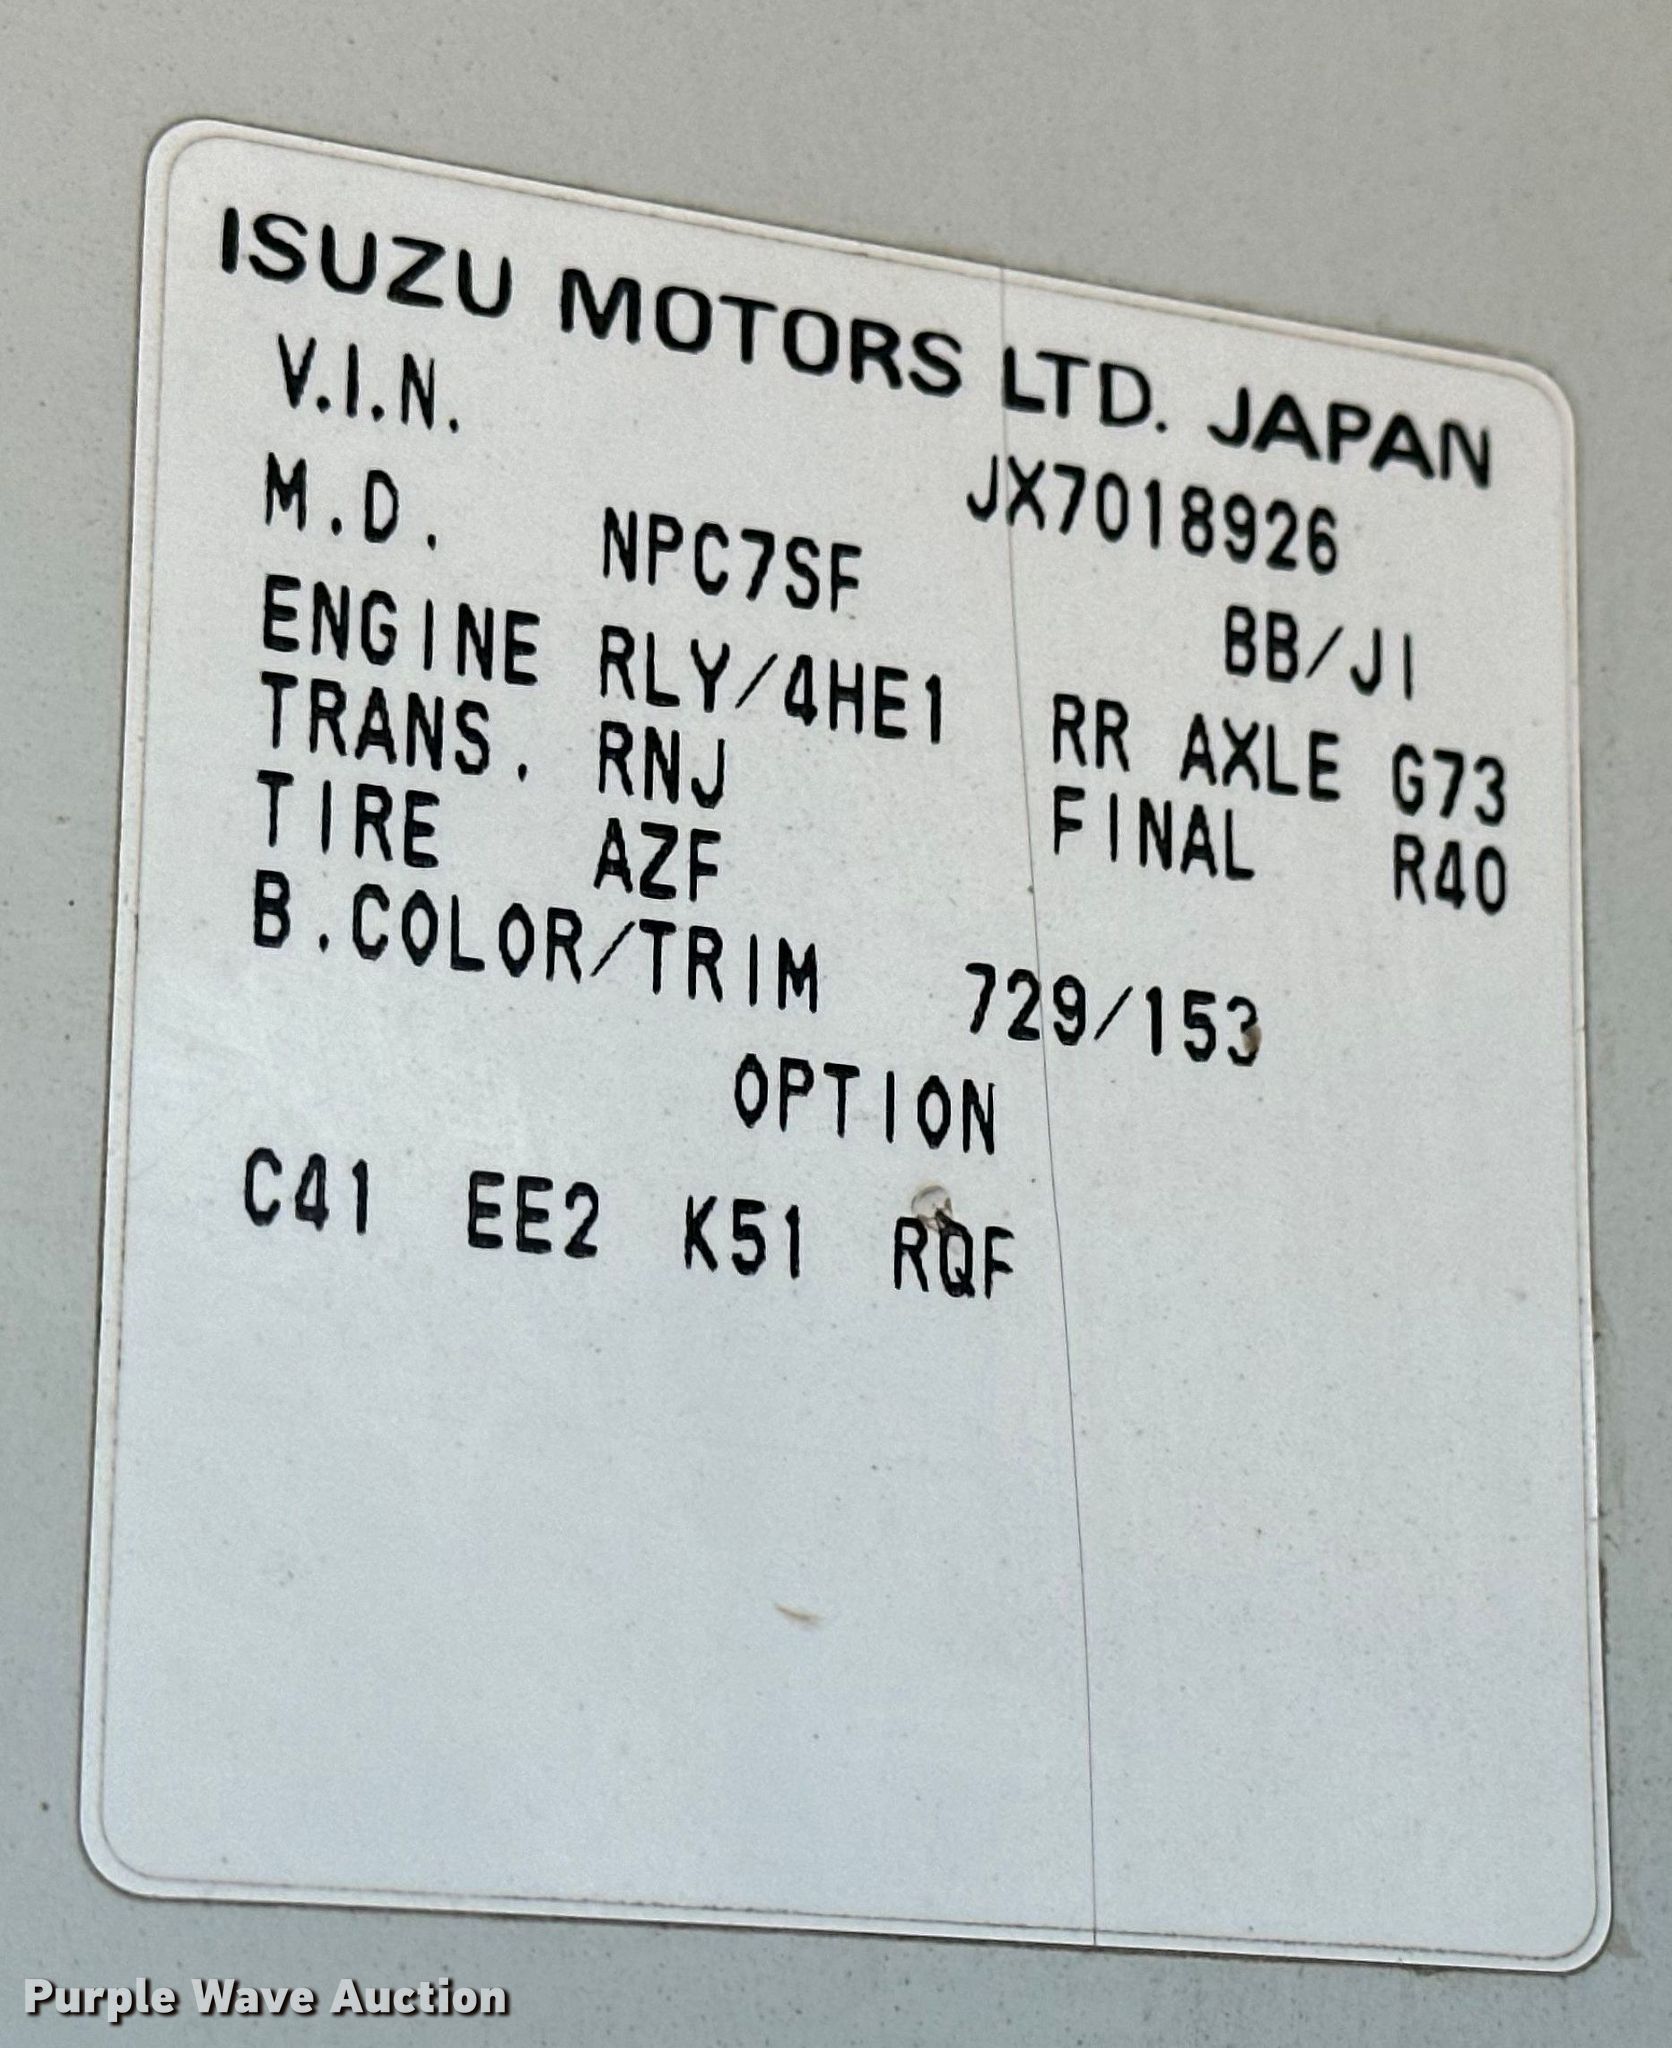 ISUZU MOTORS LTD. JAPAN
V.I.N. JX7018926
M.D. NPC7SF BB/JI
ENGINE RLY/4HE1 RR AXLE G73
TRANS. RNJ FINAL R40
TIRE AZF
B.COLOR/TRIM 729/153
OPTION
C41 EE2 K51 RQF
Purple Wave Auction